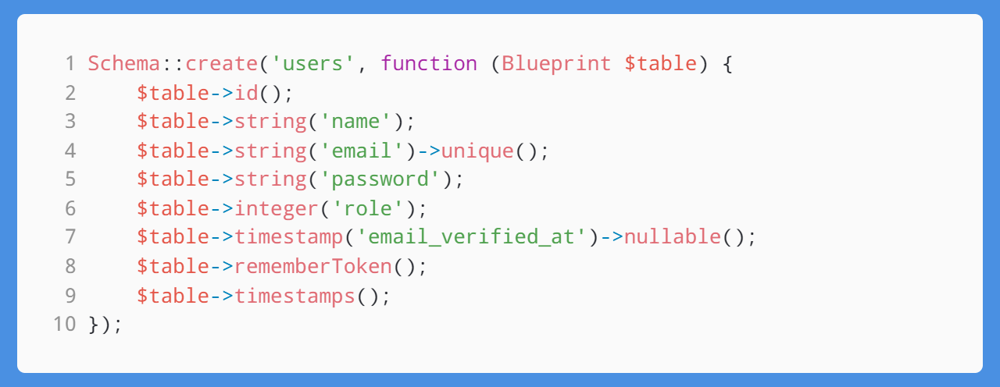 1 Schema::create('users', function (Blueprint $table) {
2     $table->id();
3     $table->string('name');
4     $table->string('email')->unique();
5     $table->string('password');
6     $table->integer('role');
7     $table->timestamp('email_verified_at')->nullable();
8     $table->rememberToken();
9     $table->timestamps();
10 });